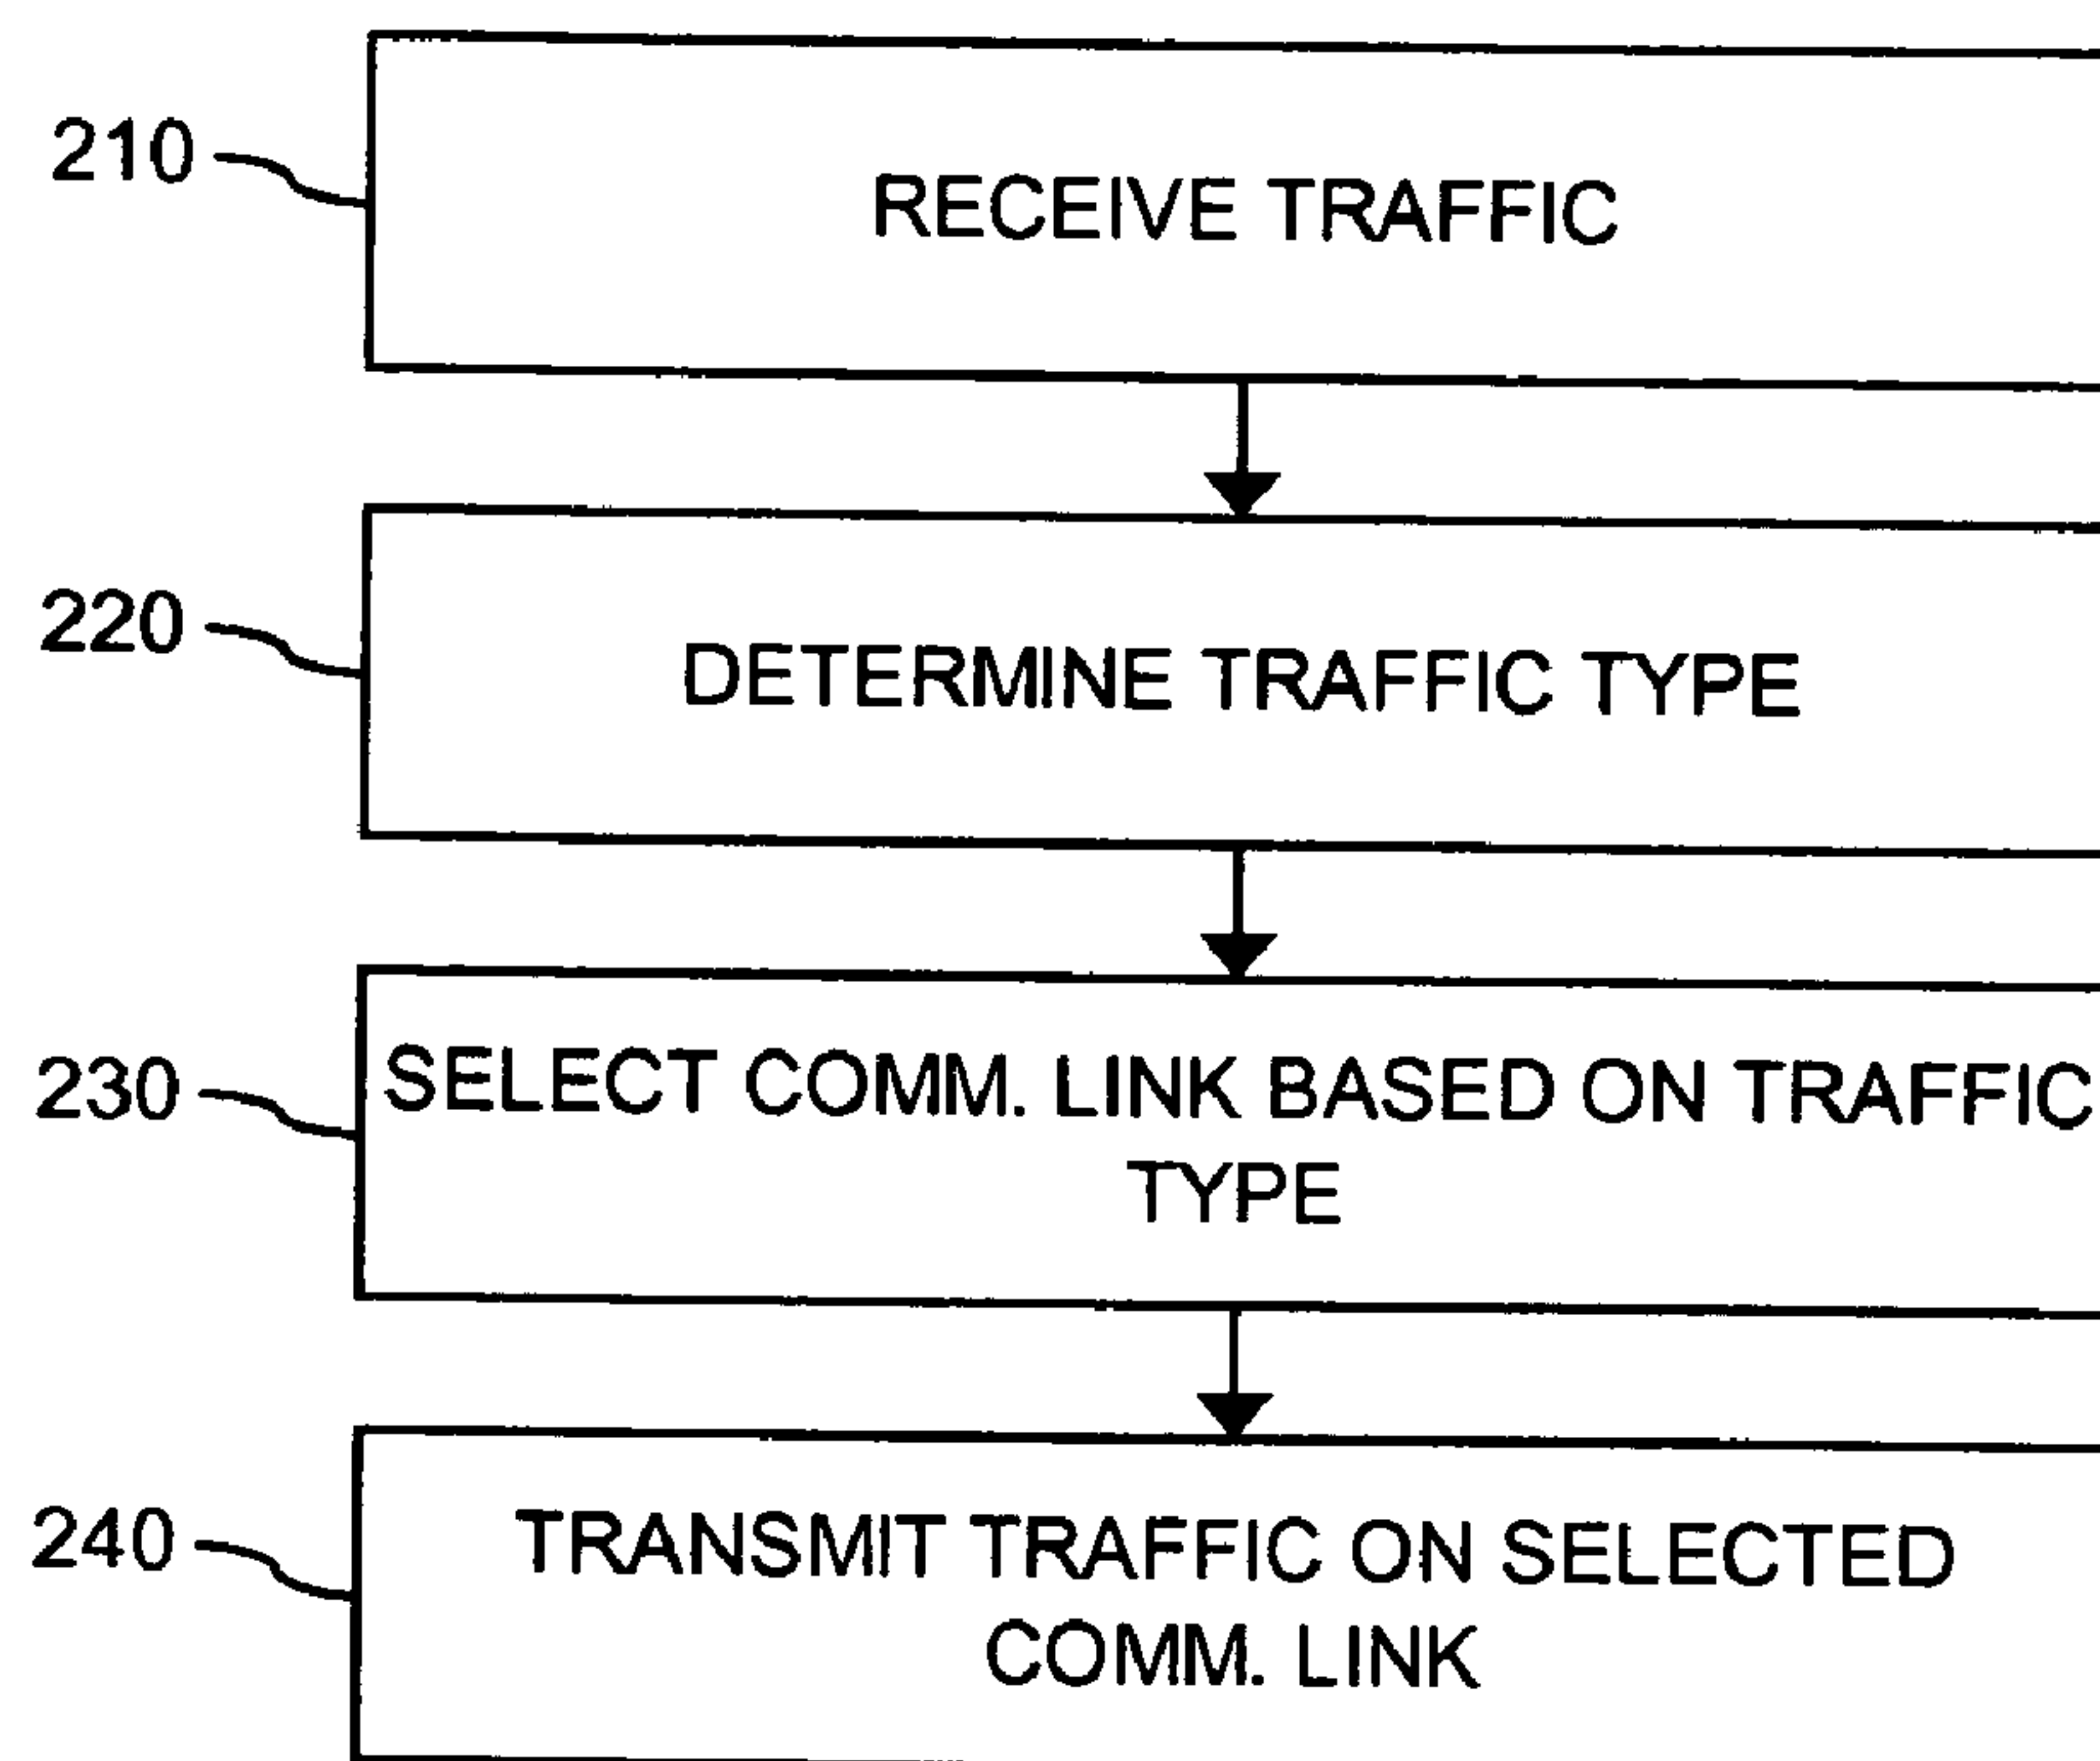 210
RECEIVE TRAFFIC
220
DETERMINE TRAFFIC TYPE
230
SELECT COMM. LINK BASED ON TRAFFIC
TYPE
240
TRANSMIT TRAFFIC ON SELECTED
COMM. LINK